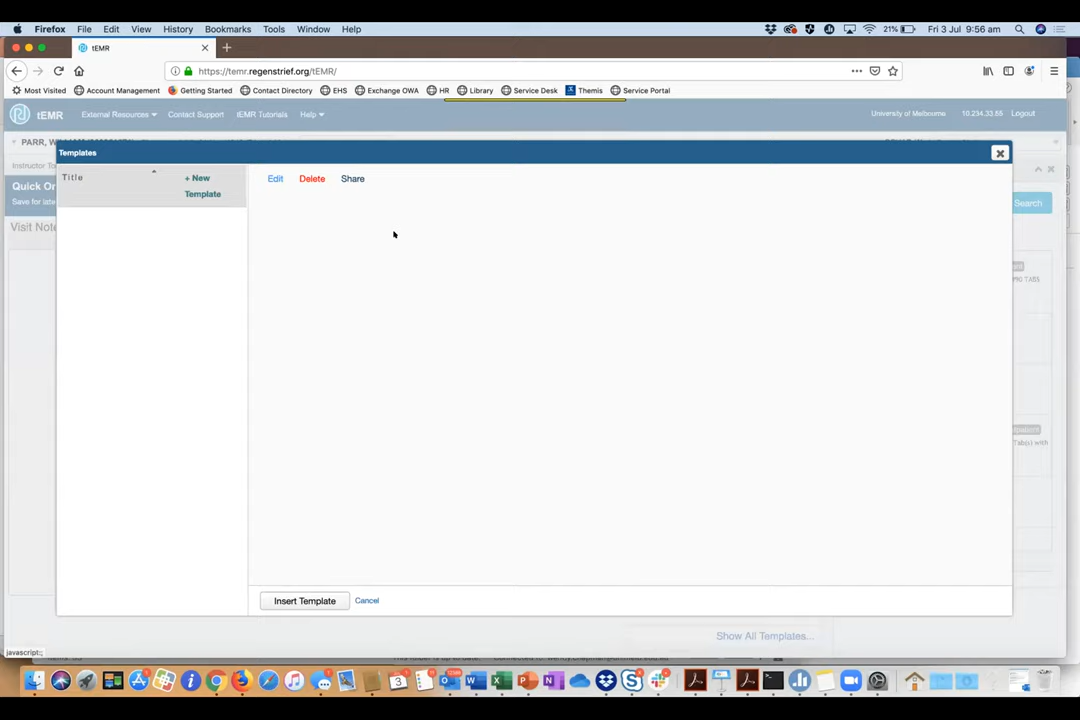 Firefox File Edit View History Bookmarks Tools Window Help 21% Fri 3 Jul 9:56 am
tEMR
https://temr.regenstrief.org/tEMR/
Most Visited Account Management Getting Started Contact Directory EHS Exchange OWA HR Library Service Desk Themis Service Portal
tEMR External Resources Contact Support tEMR Tutorials Help University of Melbourne 10.234.33.55 Logout
PARR,
Templates
Instructor
Title + New Template
Edit Delete Share
Quick
Save for
Search
Visit
TABS
Tab(s) with
Insert Template Cancel
Show All Templates...
javascript:;